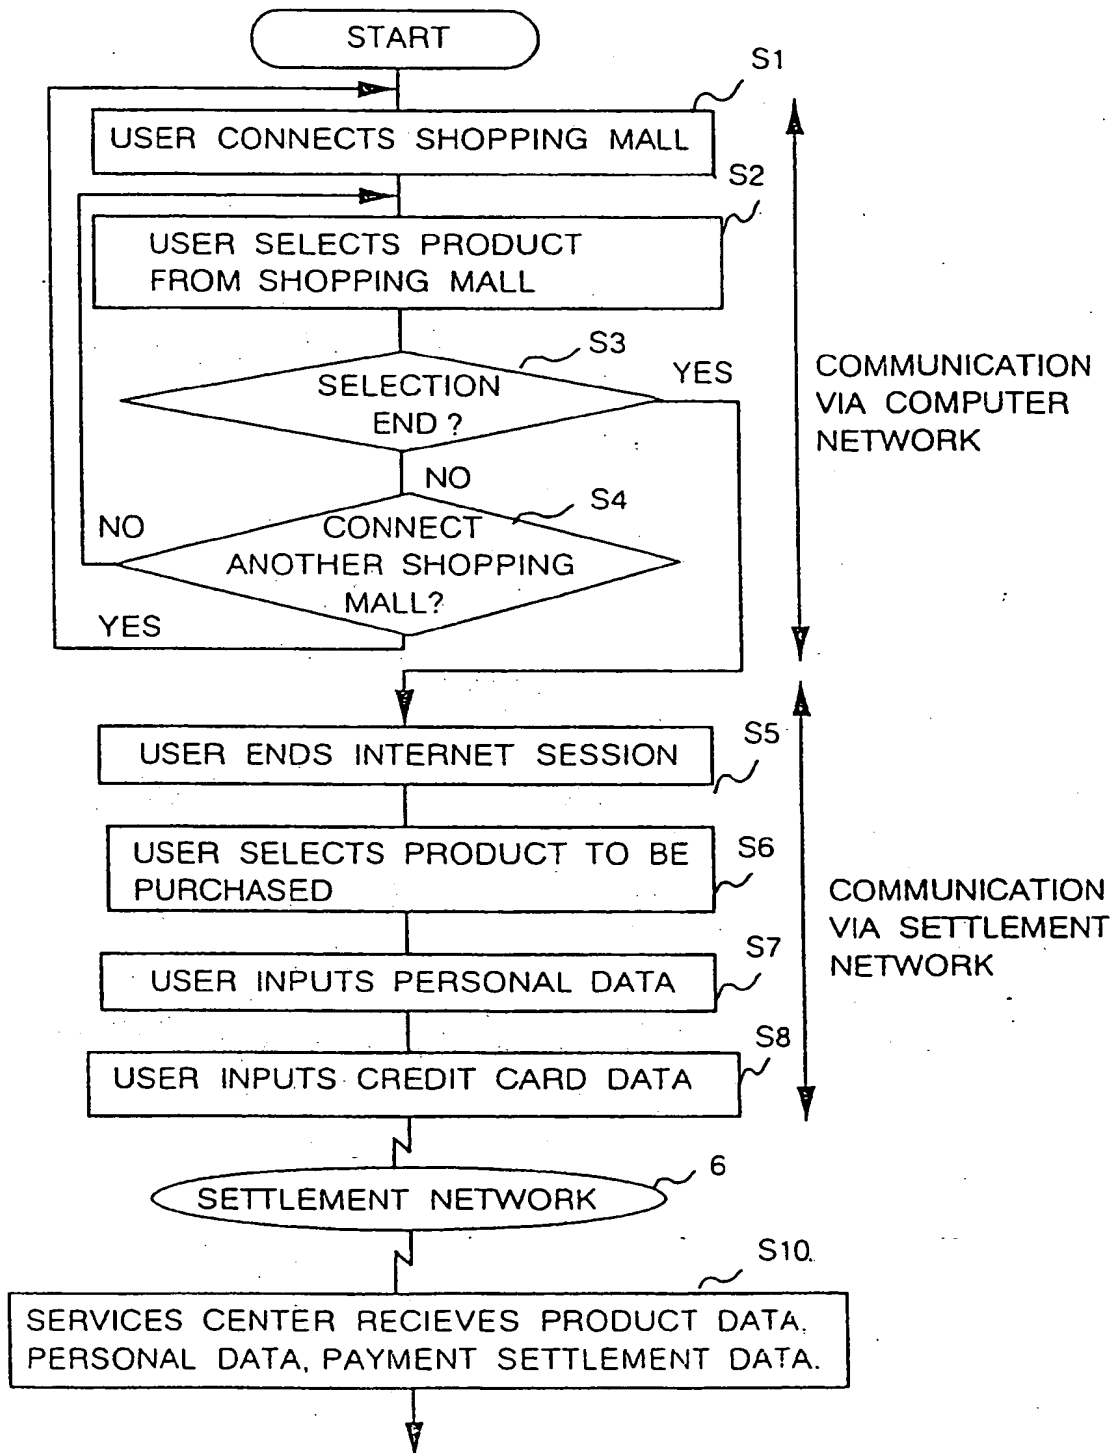 START
S1
USER CONNECTS SHOPPING MALL
S2
USER SELECTS PRODUCT
FROM SHOPPING MALL
S3
SELECTION
END?
YES
NO
S4
CONNECT
ANOTHER SHOPPING
MALL?
NO
YES
COMMUNICATION
VIA COMPUTER
NETWORK
S5
USER ENDS INTERNET SESSION
S6
USER SELECTS PRODUCT TO BE
PURCHASED
S7
USER INPUTS PERSONAL DATA
S8
USER INPUTS CREDIT CARD DATA
COMMUNICATION
VIA SETTLEMENT
NETWORK
6
SETTLEMENT NETWORK
S10
SERVICES CENTER RECIEVES PRODUCT DATA.
PERSONAL DATA, PAYMENT SETTLEMENT DATA.